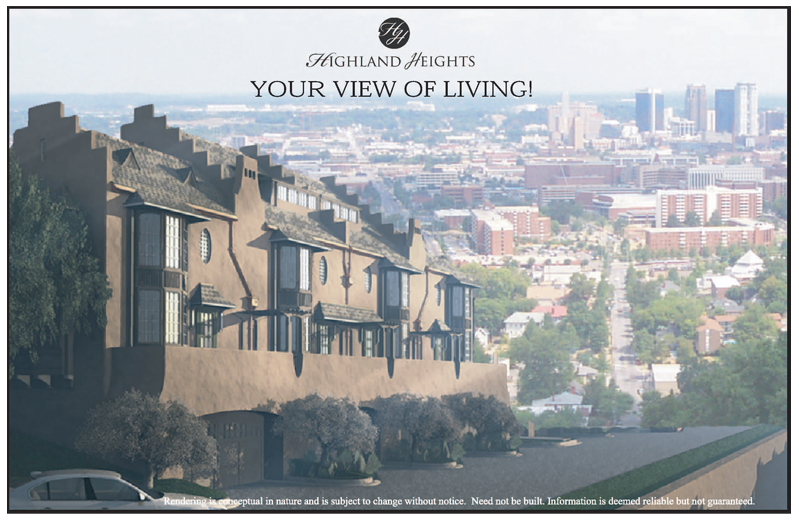 HH
HIGHLAND HEIGHTS
YOUR VIEW OF LIVING!
Rendering is conceptual in nature and is subject to change without notice. Need not be built. Information is deemed reliable but not guaranteed.